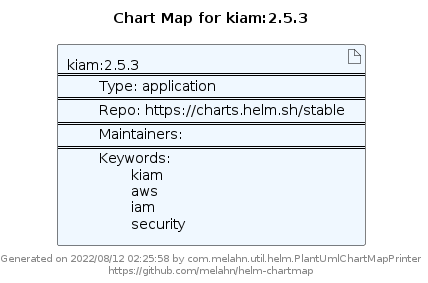 Chart Map for kiam:2.5.3
kiam:2.5.3
Type: application
Repo: https://charts.helm.sh/stable
Maintainers:
Keywords:
kiam
aws
iam
security
Generated on 2022/08/12 02:25:58 by com.melahn.util.helm.PlantUmlChartMapPrinter
https://github.com/melahn/helm-chartmap